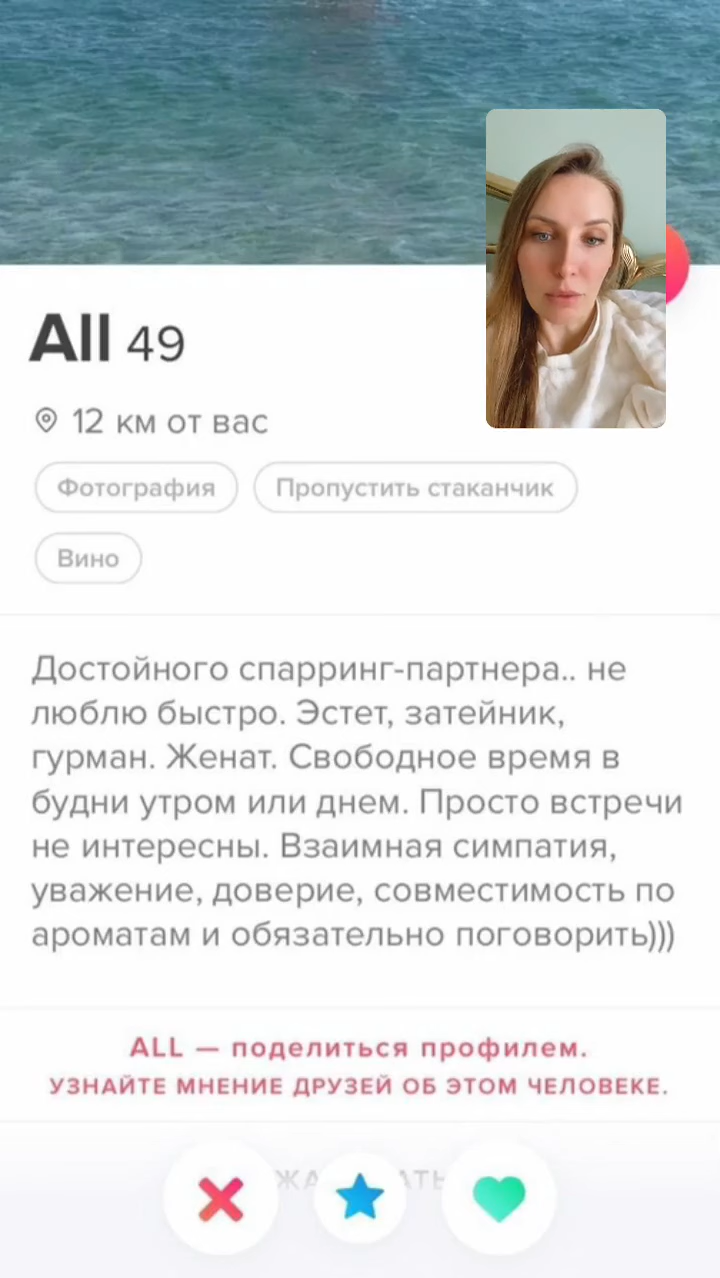 All 49
12 км от вас
Фотография Пропустить стаканчик
Вино
Достойного спарринг-партнера.. не
люблю быстро. Эстет, затейник,
гурман. Женат. Свободное время в
будни утром или днем. Просто встречи
не интересны. Взаимная симпатия,
уважение, доверие, совместимость по
ароматам и обязательно поговорить)))
ALL — поделиться профилем.
УЗНАЙТЕ МНЕНИЕ ДРУЗЕЙ ОБ ЭТОМ ЧЕЛОВЕКЕ.